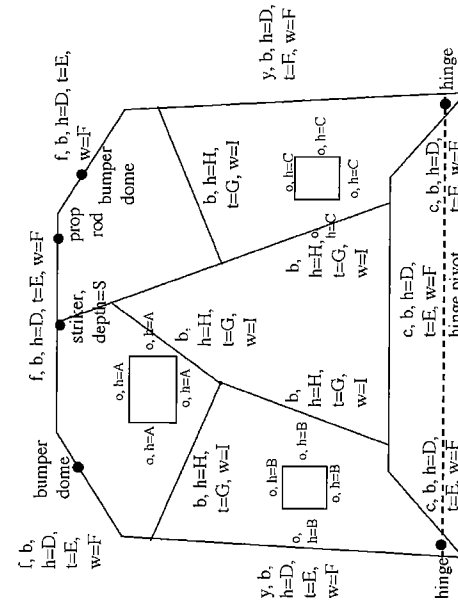 f, b, h=D, t=E, w=F
f, b, h=D, t=E,
w=F
bumper
dome
prop
rod
striker,
depth=S
bumper
dome
f, b,
h=D,
t=E,
w=F
o, h=A
o, h=A
o, h=A
o, h=A
b,
h=H,
t=G,
w=I
b, h=H,
t=G, w=I
y, b, h=D,
t=E, w=F
b, h=H,
t=G, w=I
o, h=C
o, h=C
o, h=C
o, h=C
b,
h=H,
t=G,
w=I
b,
h=H,
t=G,
w=I
o, h=B
o, h=B
o, h=B
o,
h=B
y, b,
h=D,
t=E,
w=F
c, b, h=D,
t=E, w=F
c, b, h=D,
t=E, w=F
c, b, h=D,
t=E, w=F
hinge
hinge pivot
hinge